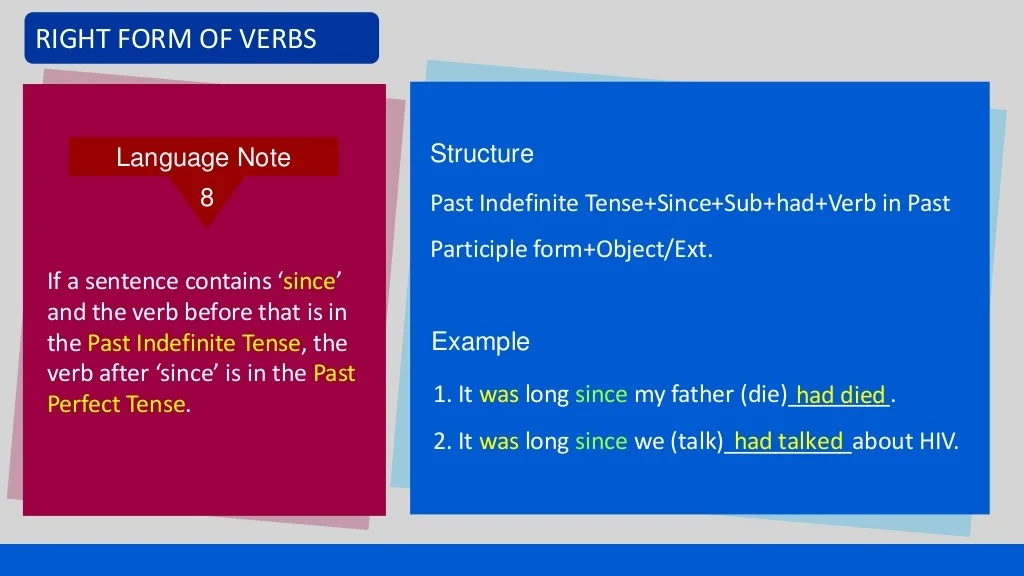 RIGHT FORM OF VERBS
Language Note
8
If a sentence contains ‘since’
and the verb before that is in
the Past Indefinite Tense, the
verb after ‘since’ is in the Past
Perfect Tense.
Structure
Past Indefinite Tense+Since+Sub+had+Verb in Past
Participle form+Object/Ext.
Example
1. It was long since my father (die) had died.
2. It was long since we (talk) had talked about HIV.